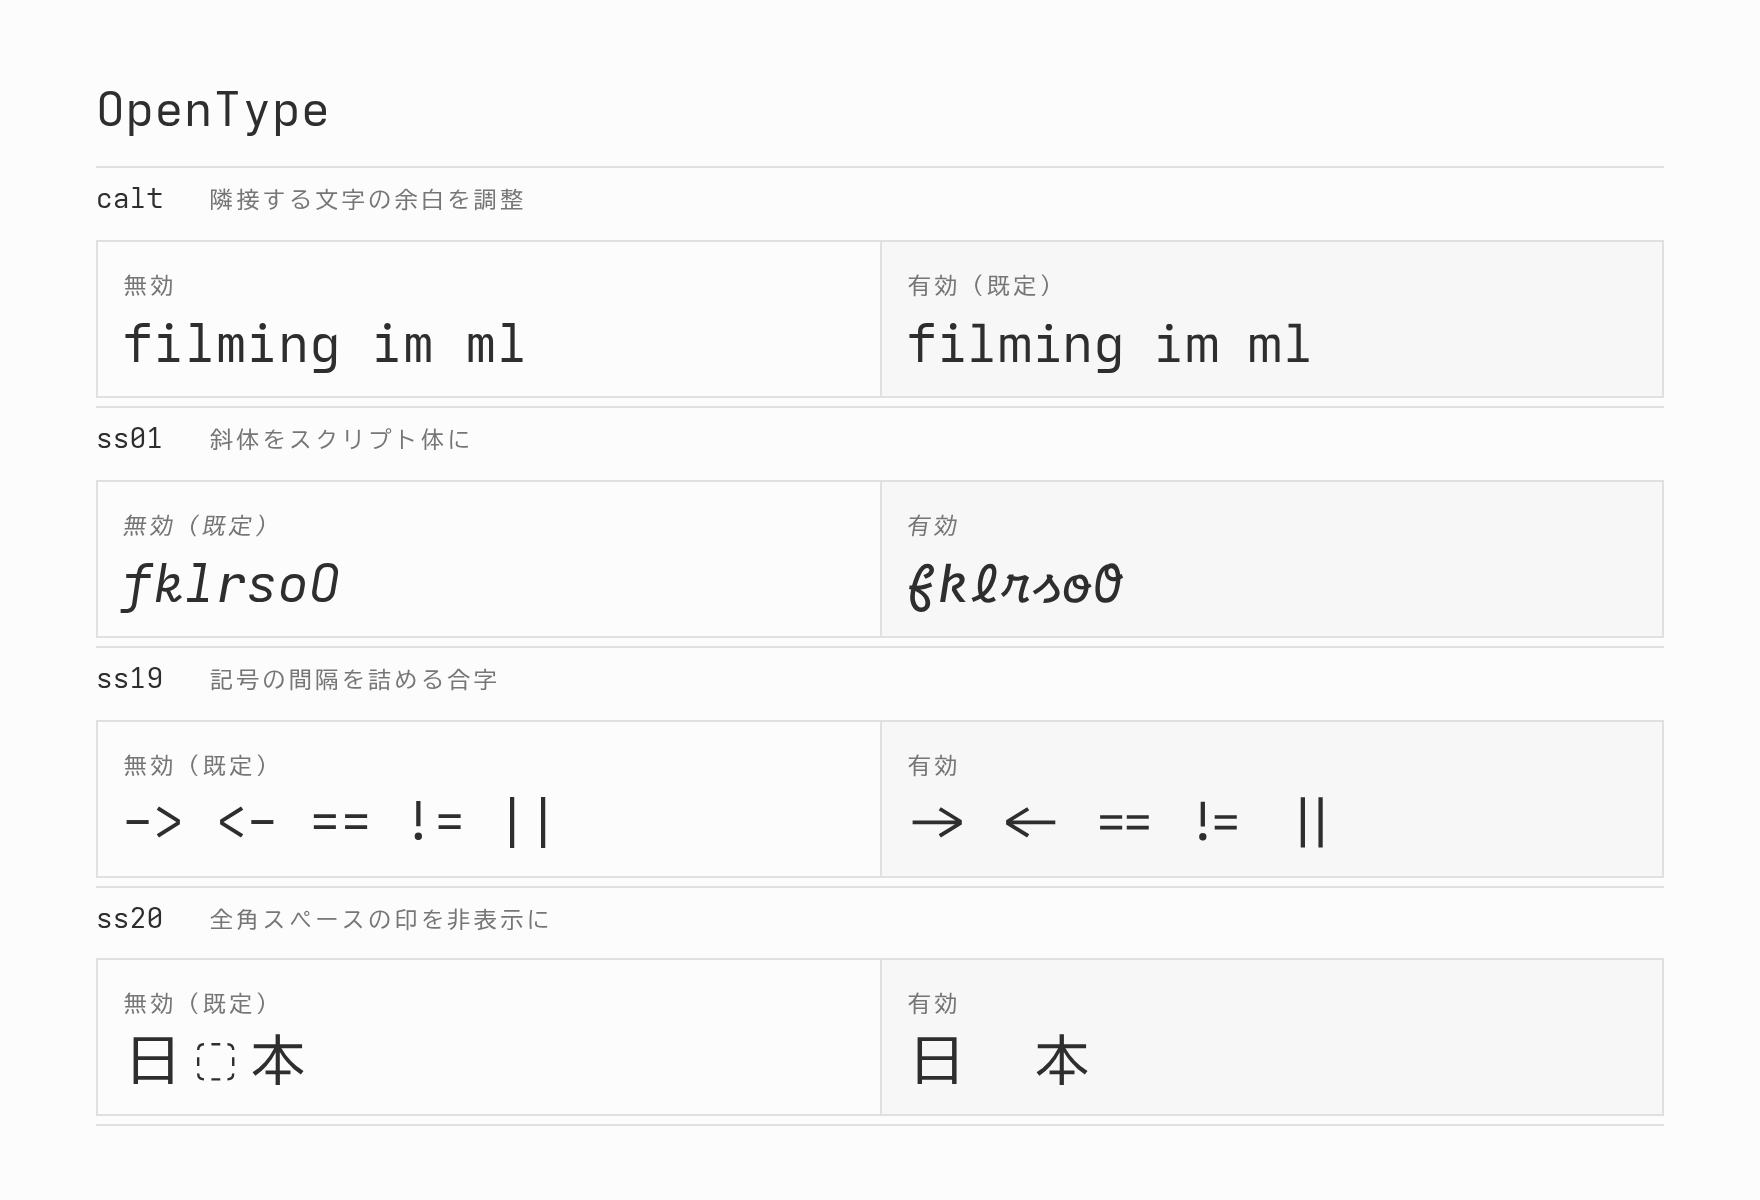 OpenType
calt 隣接する文字の余白を調整
無効
filming im ml
有効（既定）
filming im ml
ss01 斜体をスクリプト体に
無効（既定）
fklrsoO
有効
fklrsoO
ss19 記号の間隔を詰める合字
無効（既定）
-> <- == != ||
有効
-> <- == != ||
ss20 全角スペースの印を非表示に
無効（既定）
日　本
有効
日　本